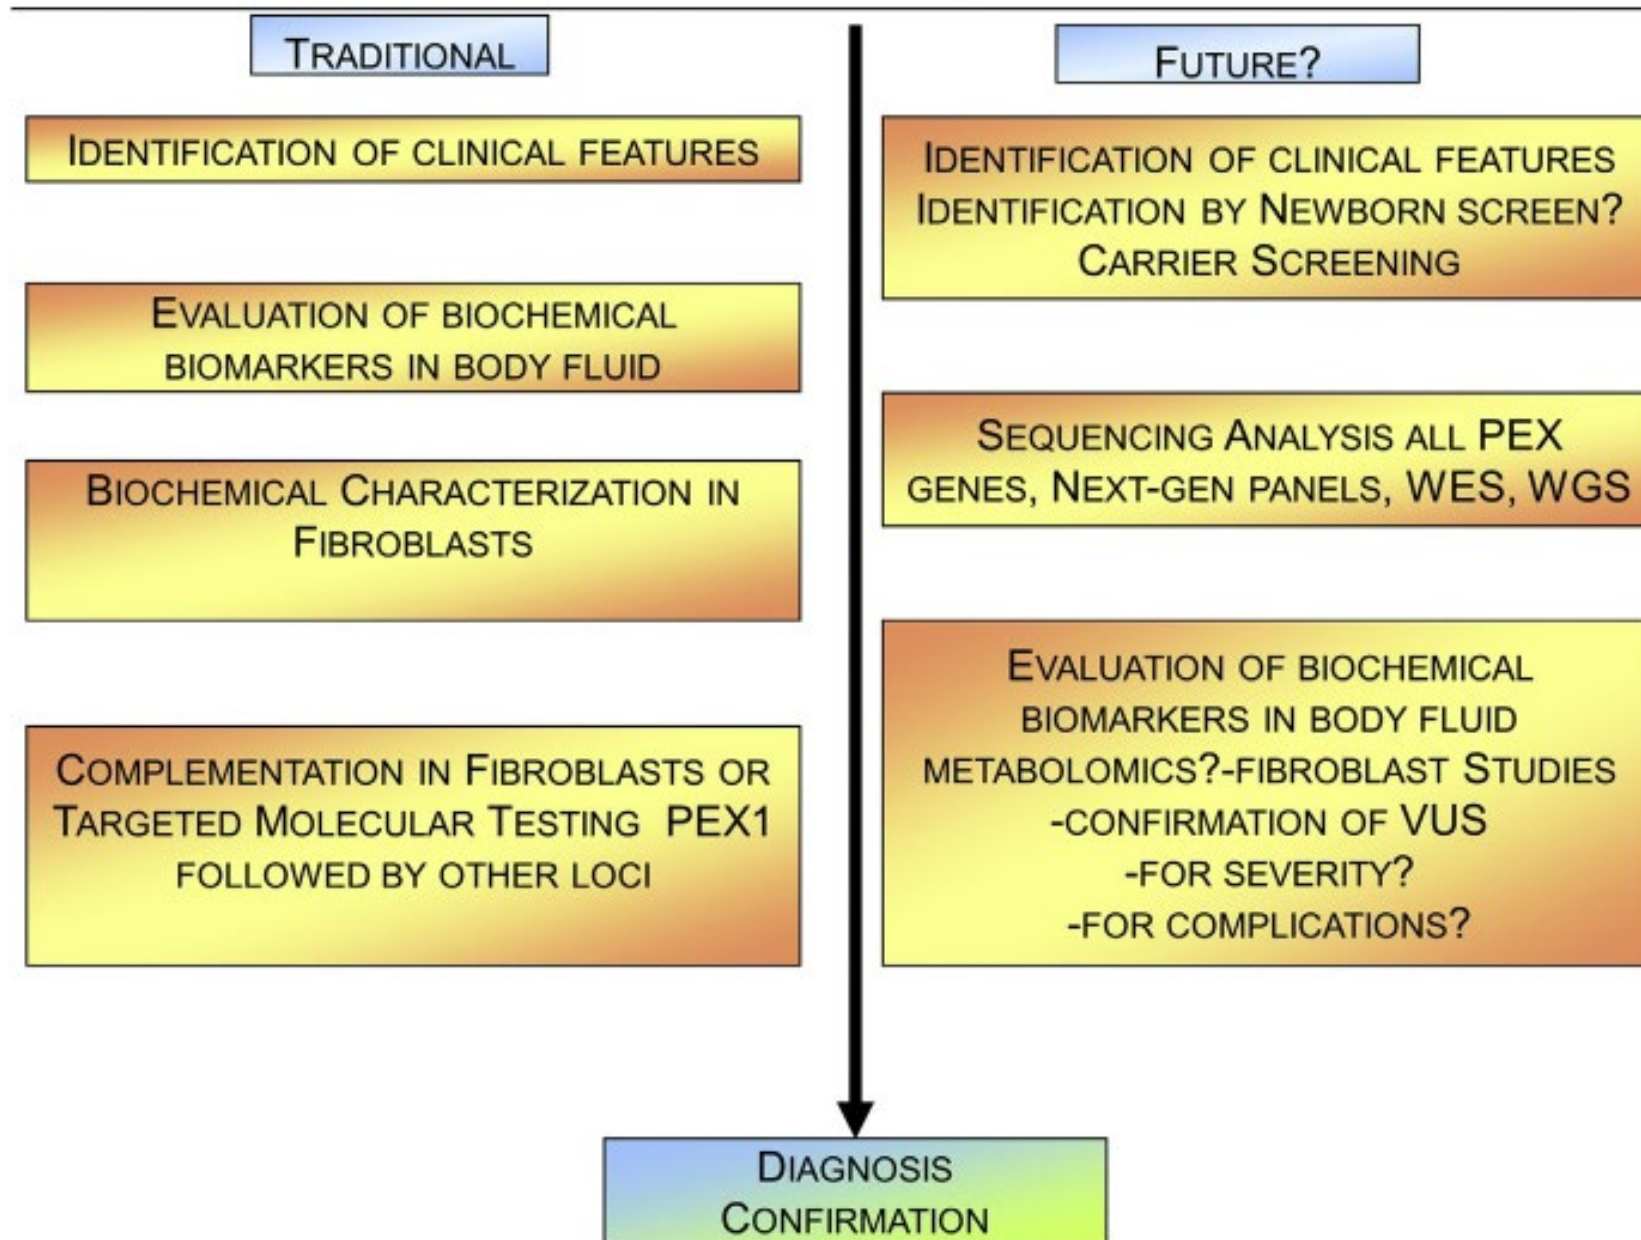 TRADITIONAL
IDENTIFICATION OF CLINICAL FEATURES
EVALUATION OF BIOCHEMICAL
BIOMARKERS IN BODY FLUID
BIOCHEMICAL CHARACTERIZATION IN
FIBROBLASTS
COMPLEMENTATION IN FIBROBLASTS OR
TARGETED MOLECULAR TESTING PEX1
FOLLOWED BY OTHER LOCI
FUTURE?
IDENTIFICATION OF CLINICAL FEATURES
IDENTIFICATION BY NEWBORN SCREEN?
CARRIER SCREENING
SEQUENCING ANALYSIS ALL PEX
GENES, NEXT-GEN PANELS, WES, WGS
EVALUATION OF BIOCHEMICAL
BIOMARKERS IN BODY FLUID
METABOLOMICS?-FIBROBLAST STUDIES
-CONFIRMATION OF VUS
-FOR SEVERITY?
-FOR COMPLICATIONS?
DIAGNOSIS
CONFIRMATION